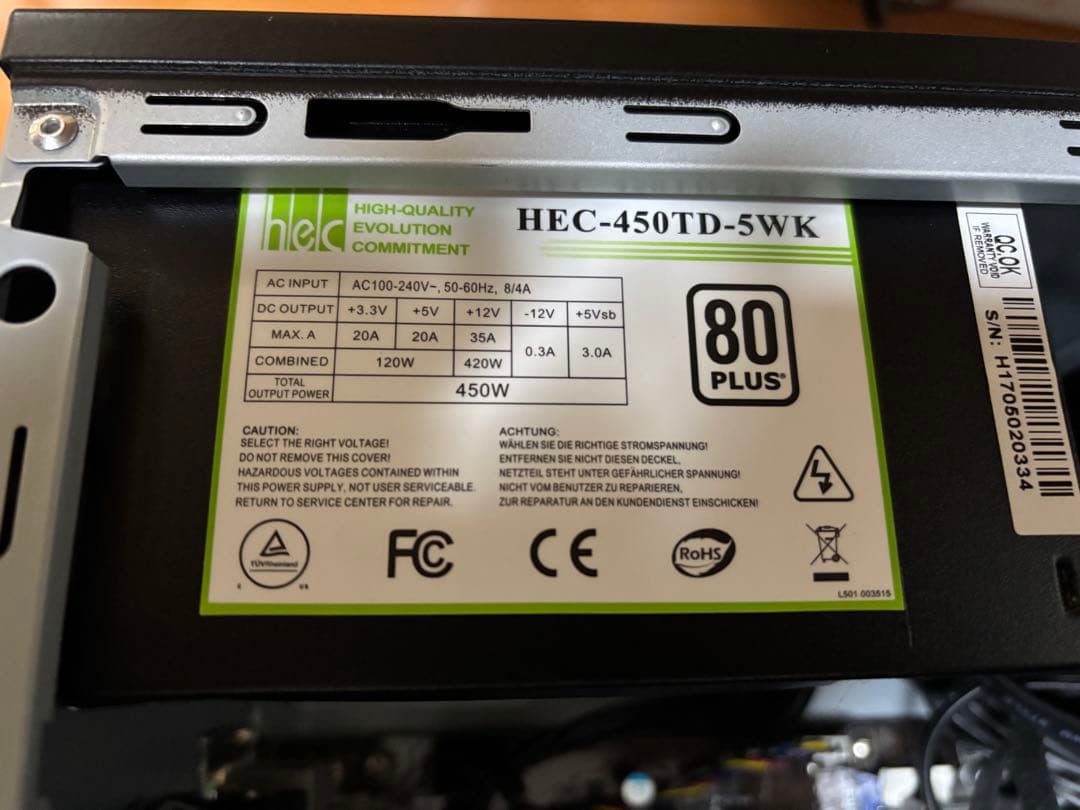 hec
HIGH-QUALITY
EVOLUTION
COMMITMENT
HEC-450TD-5WK
AC INPUT AC100-240V~, 50-60Hz, 8/4A
DC OUTPUT +3.3V +5V +12V -12V +5Vsb
MAX. A 20A 20A 35A 0.3A 3.0A
COMBINED 120W 420W
TOTAL
OUTPUT POWER 450W
80
PLUS®
CAUTION:
SELECT THE RIGHT VOLTAGE!
DO NOT REMOVE THIS COVER!
HAZARDOUS VOLTAGES CONTAINED WITHIN
THIS POWER SUPPLY, NOT USER SERVICEABLE.
RETURN TO SERVICE CENTER FOR REPAIR.
ACHTUNG:
WÄHLEN SIE DIE RICHTIGE STROMSPANNUNG!
ENTFERNEN SIE NICHT DIESEN DECKEL,
NETZTEIL STEHT UNTER GEFÄHRLICHER SPANNUNG!
NICHT VOM BENUTZER ZU REPARIEREN,
ZUR REPARATUR AN DEN KUNDENDIENST EINSCHICKEN!
TÜVRheinland
FC
CE
RoHS
L501 003515
QC.OK
WARRANTY VOID
IF REMOVED
S/N: H1705020334